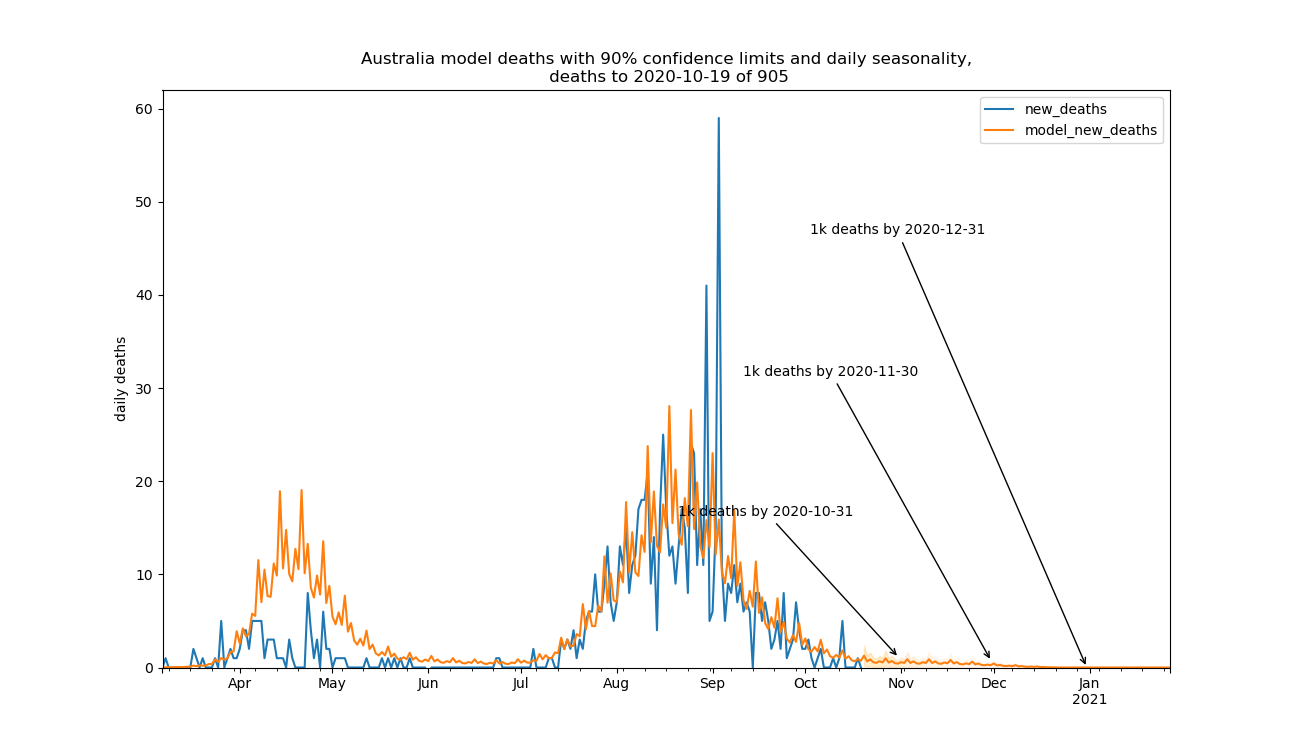 Australia model deaths with 90% confidence limits and daily seasonality,
deaths to 2020-10-19 of 905
new_deaths
model_new_deaths
60
50
40
30
20
10
0
daily deaths
1k deaths by 2020-12-31
1k deaths by 2020-11-30
1k deaths by 2020-10-31
Apr May Jun Jul Aug Sep Oct Nov Dec Jan
2021